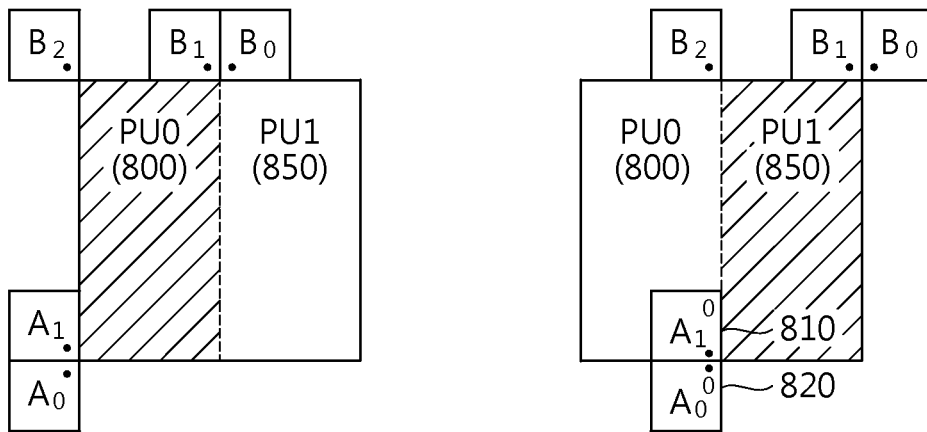 B2 B1 B0 B2 B1 B0
PU0 PU1 PU0 PU1
(800) (850) (800) (850)
A1 A1 0 810
A0 A0 0 820